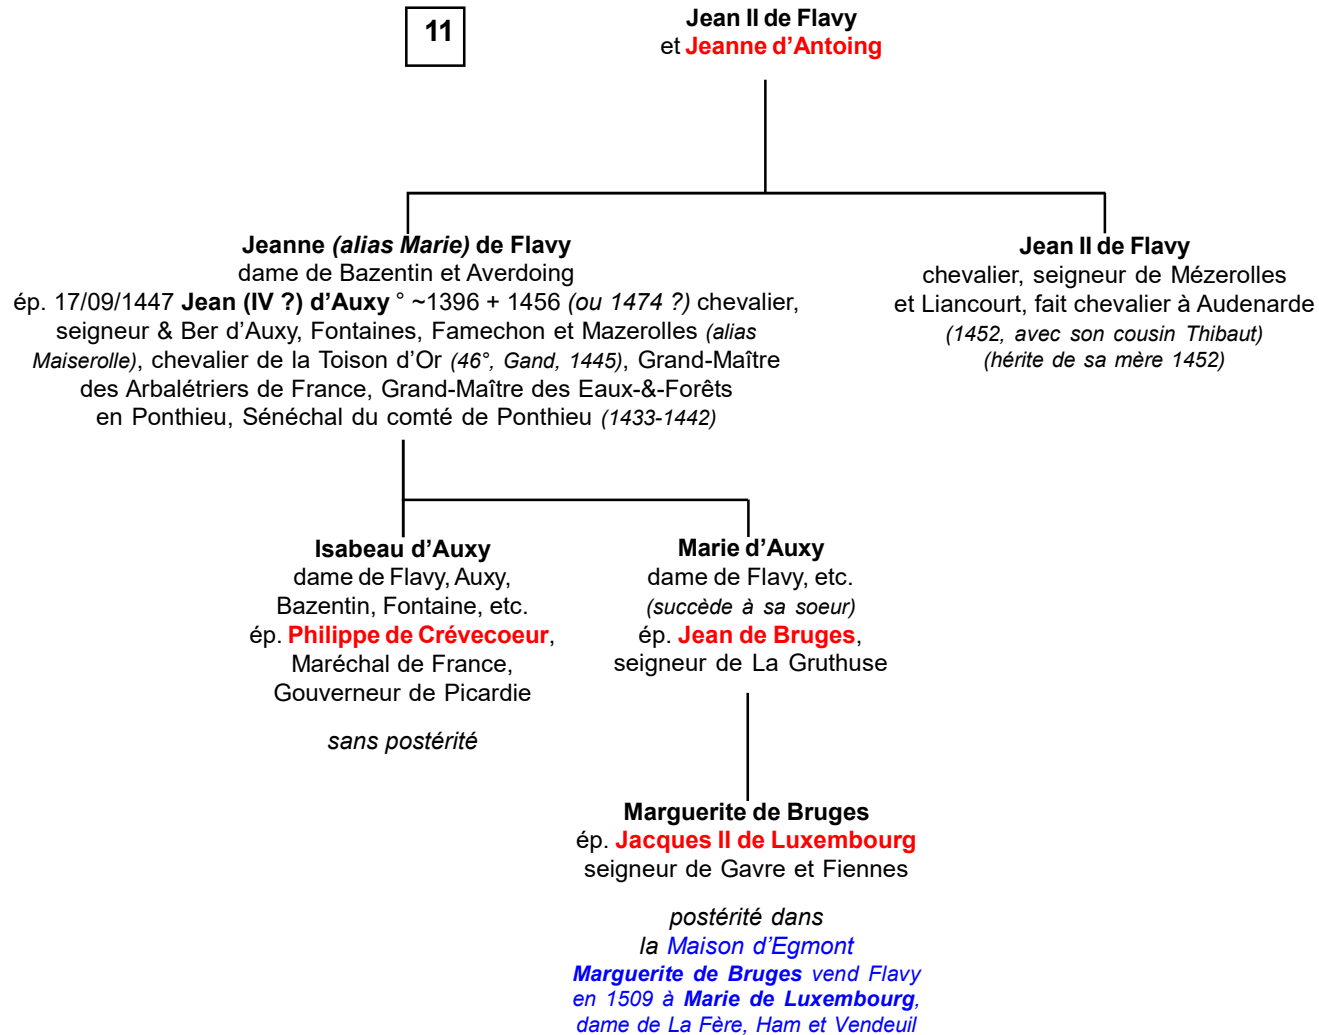 11
Jean II de Flavy
et Jeanne d’Antoing
Jeanne (alias Marie) de Flavy
dame de Bazentin et Averdoing
ép. 17/09/1447 Jean (IV ?) d’Auxy ° ~1396 + 1456 (ou 1474 ?) chevalier,
seigneur & Ber d’Auxy, Fontaines, Famechon et Mazerolles (alias
Maiserolle), chevalier de la Toison d’Or (46°, Gand, 1445), Grand-Maître
des Arbalétriers de France, Grand-Maître des Eaux-&-Forêts
en Ponthieu, Sénéchal du comté de Ponthieu (1433-1442)
Jean II de Flavy
chevalier, seigneur de Mézerolles
et Liancourt, fait chevalier à Audenarde
(1452, avec son cousin Thibaut)
(hérite de sa mère 1452)
Isabeau d’Auxy
dame de Flavy, Auxy,
Bazentin, Fontaine, etc.
ép. Philippe de Crévecoeur,
Maréchal de France,
Gouverneur de Picardie
sans postérité
Marie d’Auxy
dame de Flavy, etc.
(succède à sa soeur)
ép. Jean de Bruges,
seigneur de La Gruthuse
Marguerite de Bruges
ép. Jacques II de Luxembourg
seigneur de Gavre et Fiennes
postérité dans
la Maison d’Egmont
Marguerite de Bruges vend Flavy
en 1509 à Marie de Luxembourg,
dame de La Fère, Ham et Vendeuil